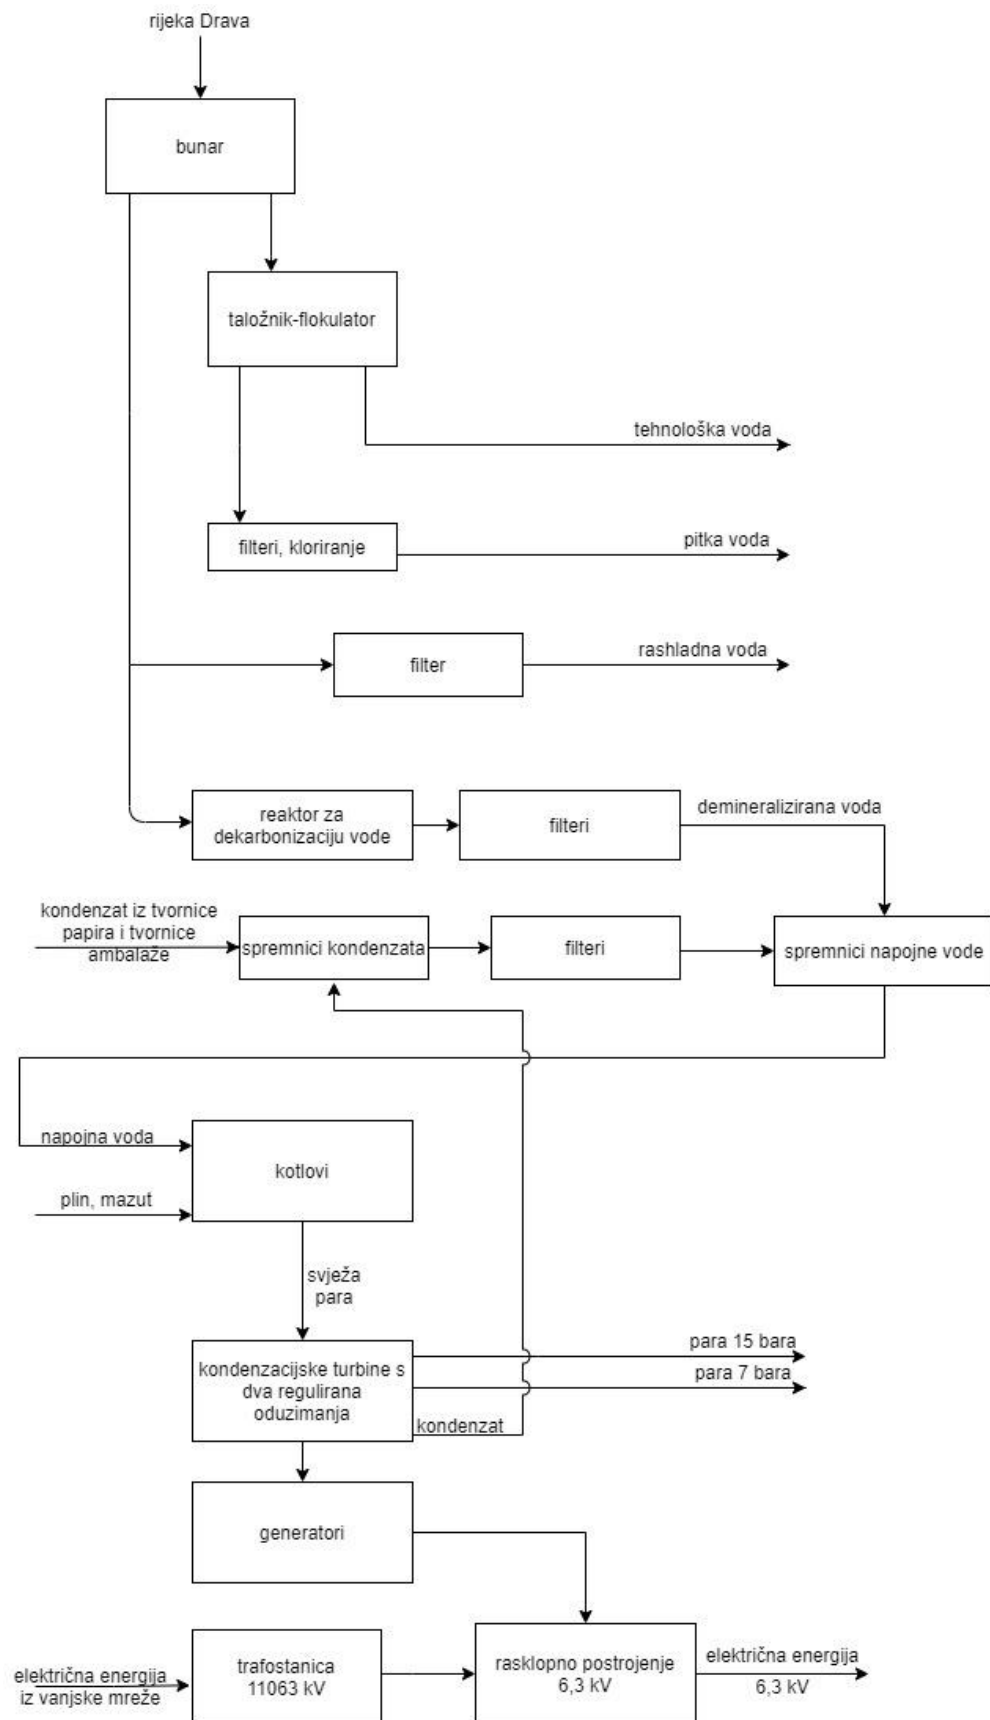 rijeka Drava
bunar
taložnik-flokulator
tehnološka voda
filteri, kloriranje
pitka voda
filter
rashladna voda
reaktor za
dekarbonizaciju vode
filteri
demineralizirana voda
kondenzat iz tvornice
papira i tvornice
ambalaže
spremnici kondenzata
filteri
spremnici napojne vode
napojna voda
kotlovi
plin, mazut
svježa
para
kondenzacijske turbine s
dva regulirana
oduzimanja
para 15 bara
para 7 bara
kondenzat
generatori
električna energija
iz vanjske mreže
trafostanica
11063 kV
rasklopno postrojenje
6,3 kV
električna energija
6,3 kV